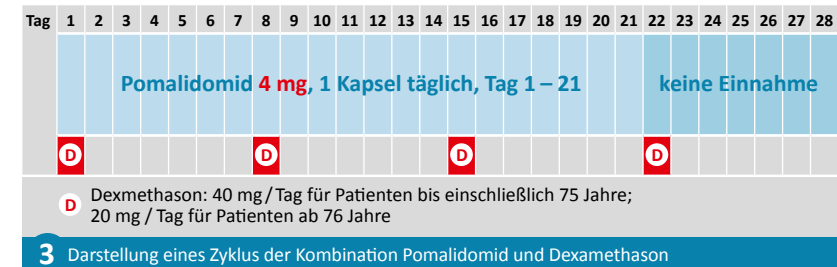 Tag 1 2 3 4 5 6 7 8 9 10 11 12 13 14 15 16 17 18 19 20 21 22 23 24 25 26 27 28
Pomalidomid 4 mg, 1 Kapsel täglich, Tag 1 – 21 keine Einnahme
D D D D
D Dexmethason: 40 mg / Tag für Patienten bis einschließlich 75 Jahre;
20 mg / Tag für Patienten ab 76 Jahre
3 Darstellung eines Zyklus der Kombination Pomalidomid und Dexamethason